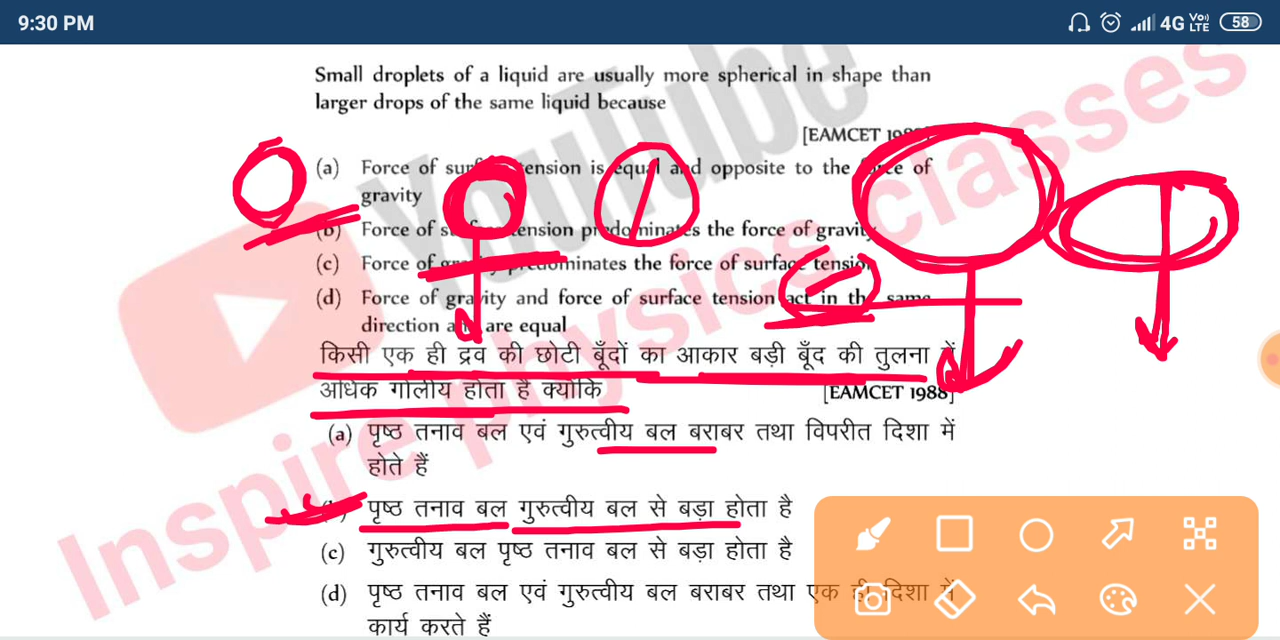 9:30 PM
4G Vo)) LTE 58
Small droplets of a liquid are usually more spherical in shape than
larger drops of the same liquid because
[EAMCET
(a) Force of surface tension is equal and opposite to the force of
gravity
(b) Force of surface tension predominates the force of gravity
(c) Force of gravity predominates the force of surface tension
(d) Force of gravity and force of surface tension act in the same
direction and are equal
किसी एक ही द्रव की छोटी बूँदों का आकार बड़ी बूँद की तुलना में
अधिक गोलीय होता है क्योकि
[EAMCET 1988]
(a) पृष्ठ तनाव बल एवं गुरुत्वीय बल बराबर तथा विपरीत दिशा में
होते हैं
पृष्ठ तनाव बल गुरुत्वीय बल से बड़ा होता है
(c) गुरुत्वीय बल पृष्ठ तनाव बल से बड़ा होता है
(d) पृष्ठ तनाव बल एवं गुरुत्वीय बल बराबर तथा एक ही दिशा में
कार्य करते हैं
YouTube
Inspire physics classes